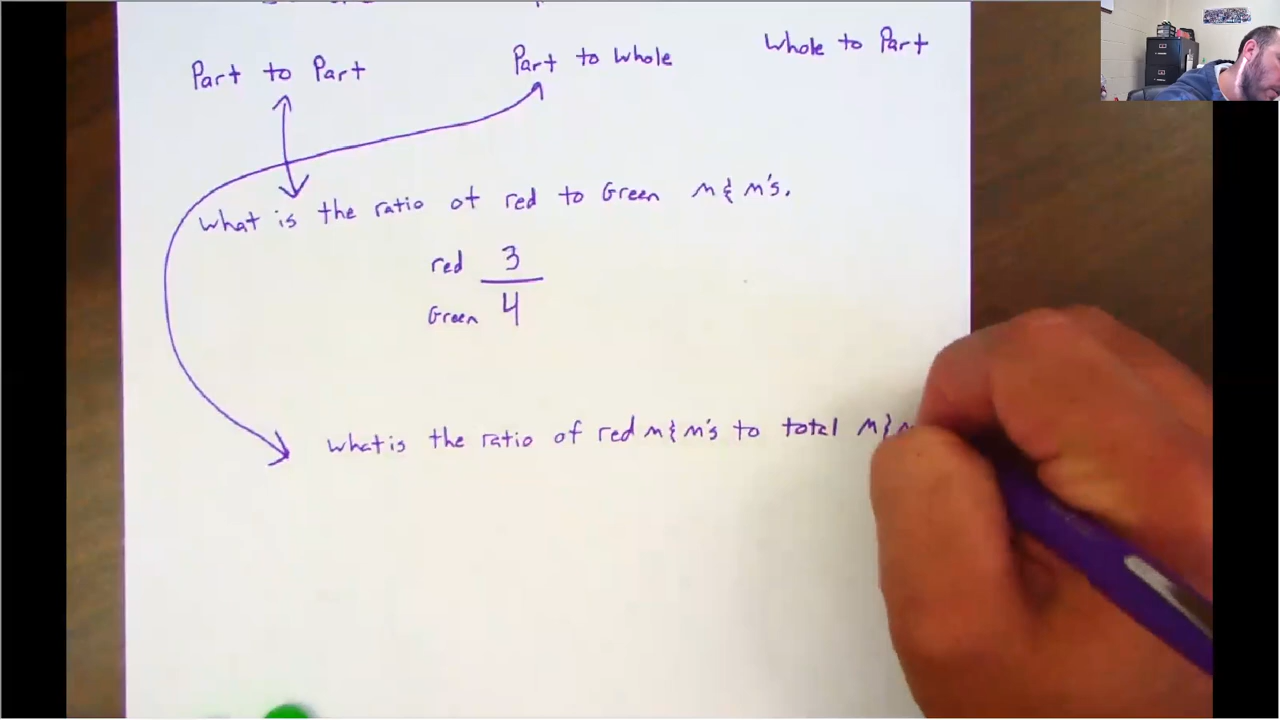 Part to Part
Part to Whole
Whole to Part
What is the ratio of red to Green M&M's.
red 3
Green 4
What is the ratio of red M&M's to total M&M